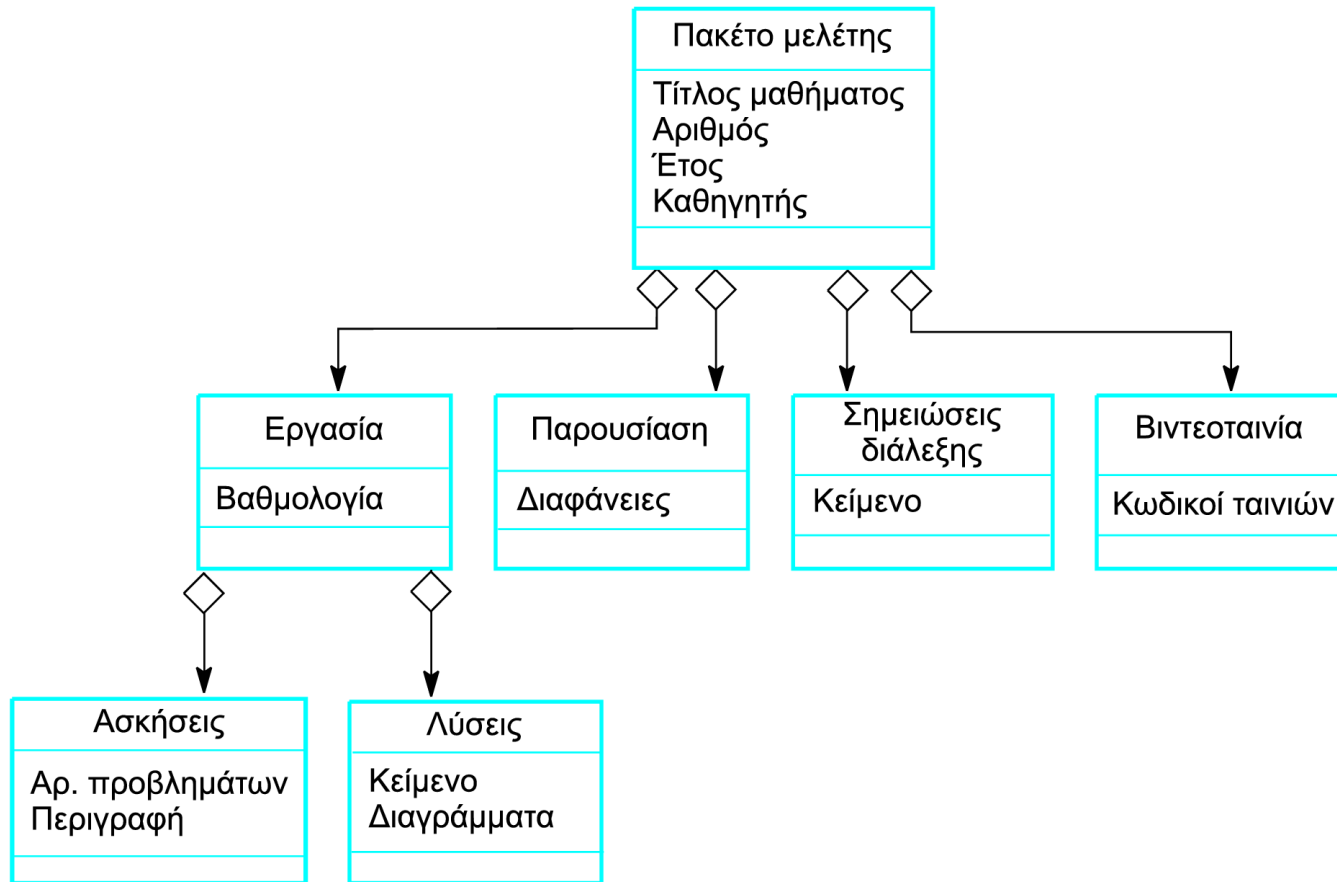 Πακέτο μελέτης
Τίτλος μαθήματος
Αριθμός
Έτος
Καθηγητής
Εργασία
Βαθμολογία
Παρουσίαση
Διαφάνειες
Σημειώσεις
διάλεξης
Κείμενο
Βιντεοταινία
Κωδικοί ταινιών
Ασκήσεις
Αρ. προβλημάτων
Περιγραφή
Λύσεις
Κείμενο
Διαγράμματα